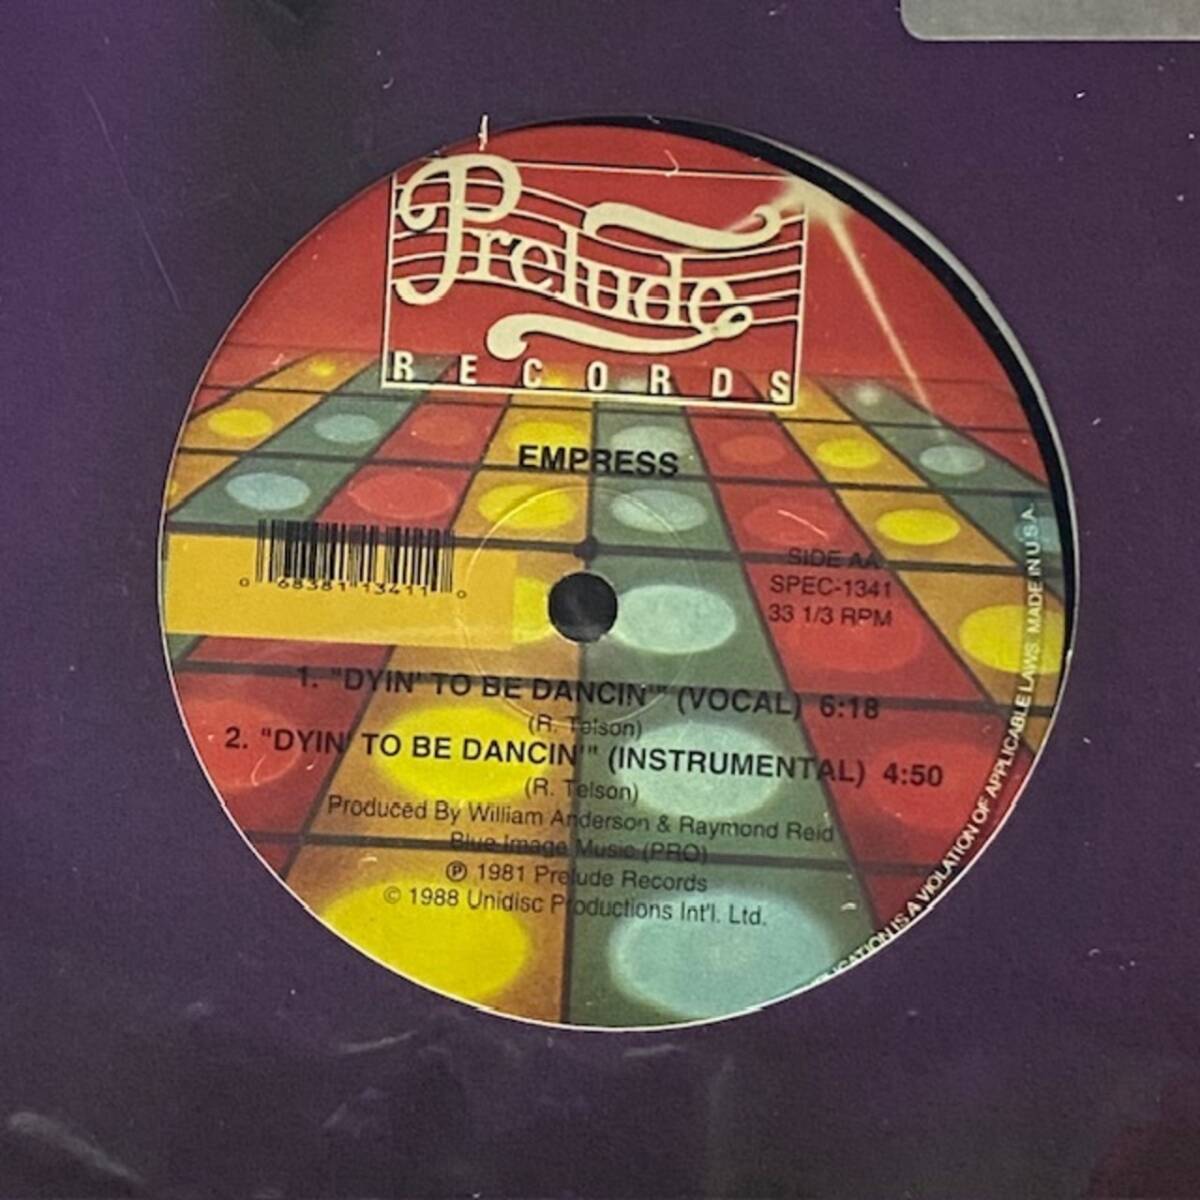 Prelude
RECORDS
EMPRESS
SIDE AA
SPEC-1341
33 1/3 RPM
0 68381 13411 0
1. "DYIN' TO BE DANCIN'" (VOCAL) 6:18
(R. Telson)
2. "DYIN' TO BE DANCIN'" (INSTRUMENTAL) 4:50
(R. Telson)
Produced By William Anderson & Raymond Reid
Blue Image Music (PRO)
℗ 1981 Prelude Records
© 1988 Unidisc Productions Int'l. Ltd.
IS A VIOLATION OF APPLICABLE LAWS. MADE IN U.S.A.